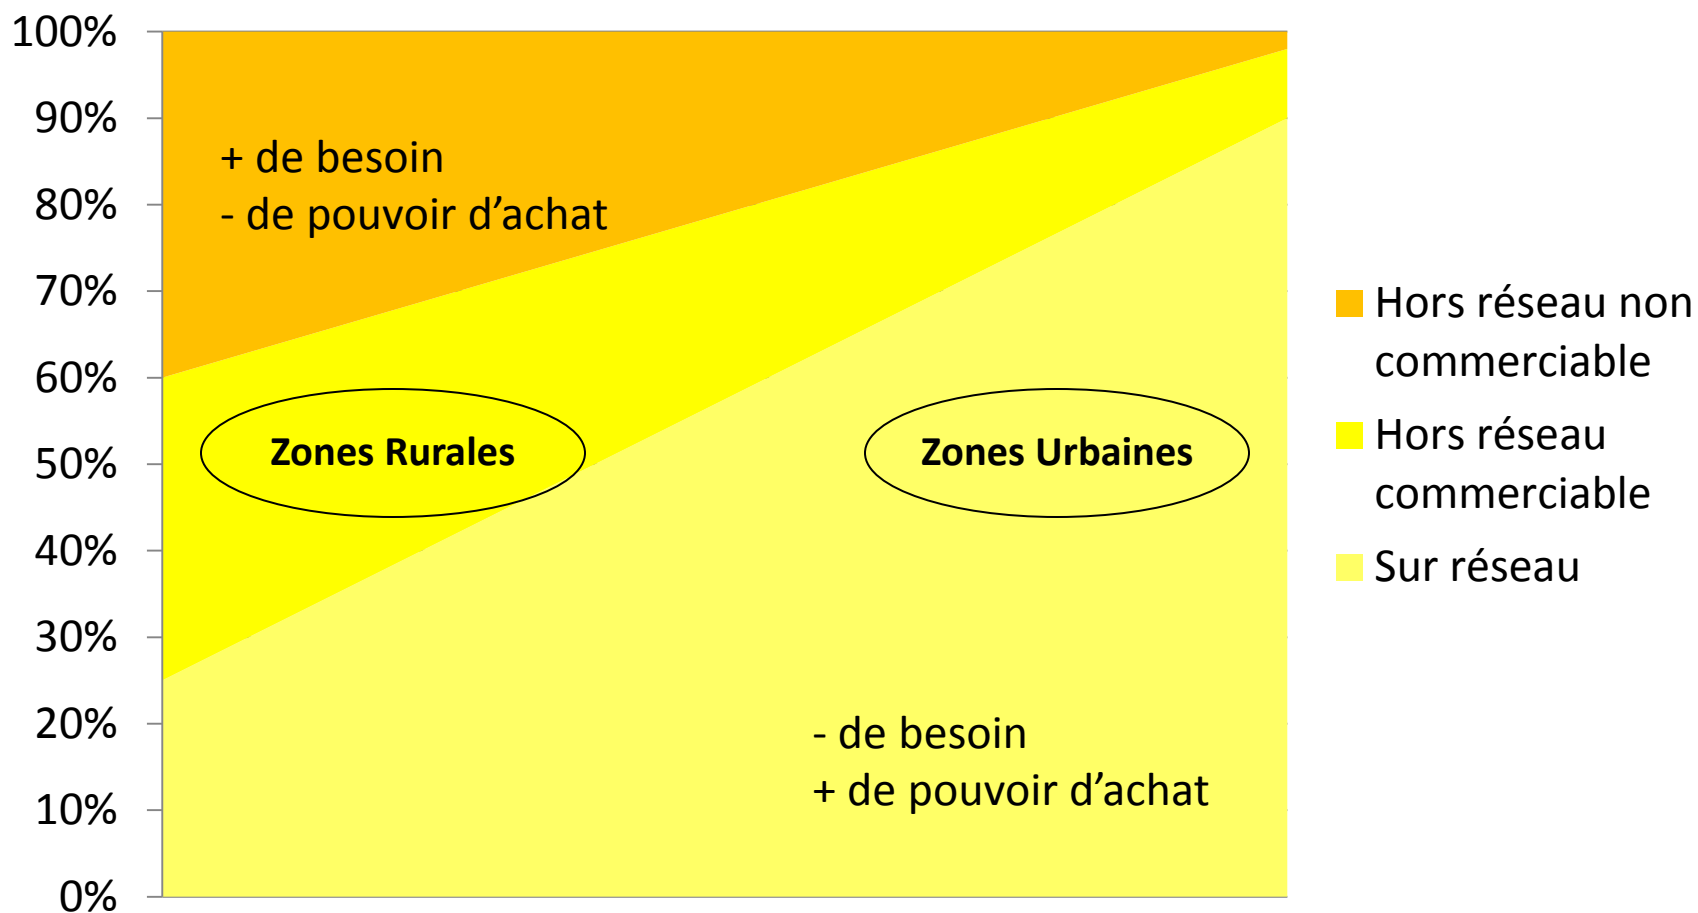 100%
90%
80%
70%
60%
50%
40%
30%
20%
10%
0%
+ de besoin
- de pouvoir d’achat
Zones Rurales
Zones Urbaines
- de besoin
+ de pouvoir d’achat
Hors réseau non
commerciable
Hors réseau
commerciable
Sur réseau